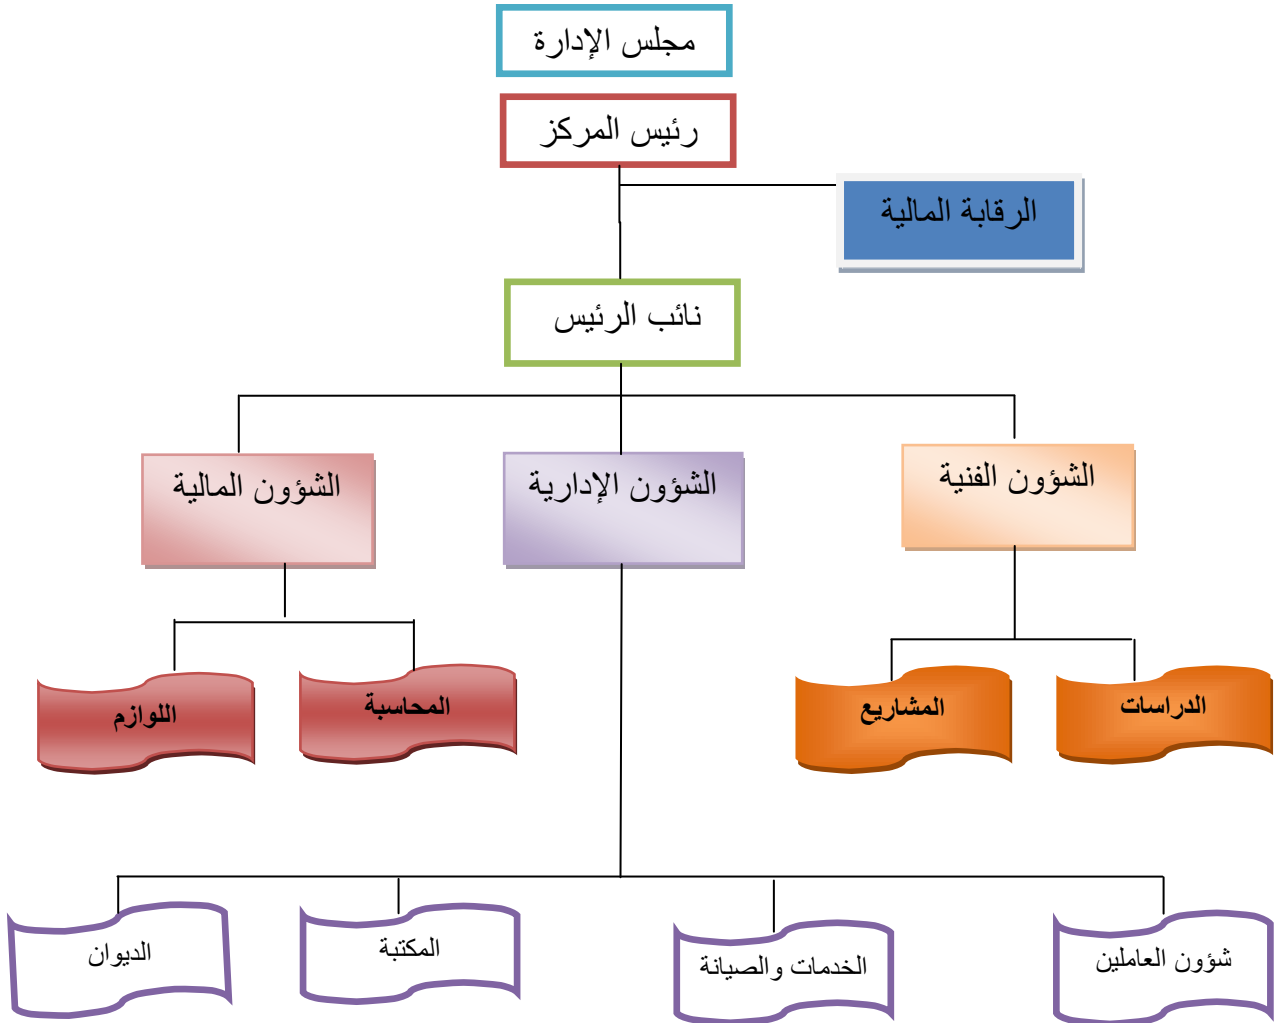 مجلس الإدارة
رئيس المركز
الرقابة المالية
نائب الرئيس
الشؤون الفنية
الشؤون الإدارية
الشؤون المالية
الدراسات
المشاريع
المحاسبة
اللوازم
شؤون العاملين
الخدمات والصيانة
المكتبة
الديوان